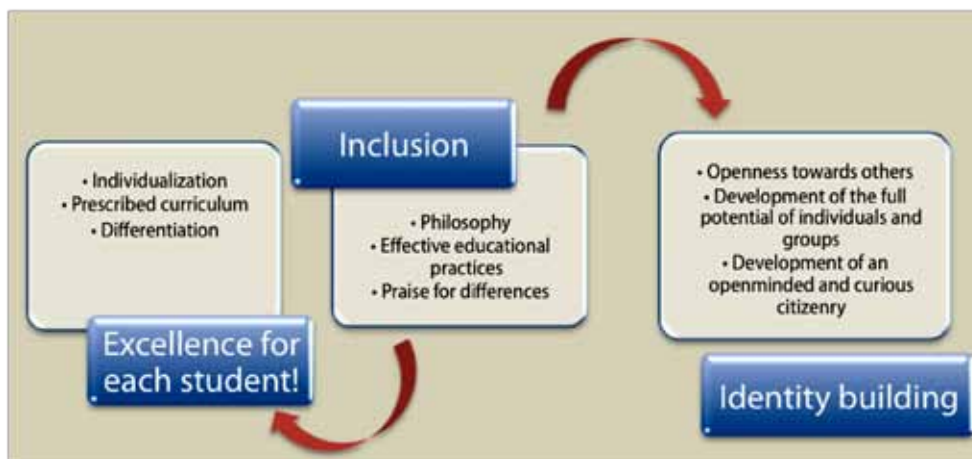 • Individualization
• Prescribed curriculum
• Differentiation
Excellence for
each student!
Inclusion
• Philosophy
• Effective educational
practices
• Praise for differences
• Openness towards others
• Development of the full
potential of individuals and
groups
• Development of an
openminded and curious
citizenry
Identity building